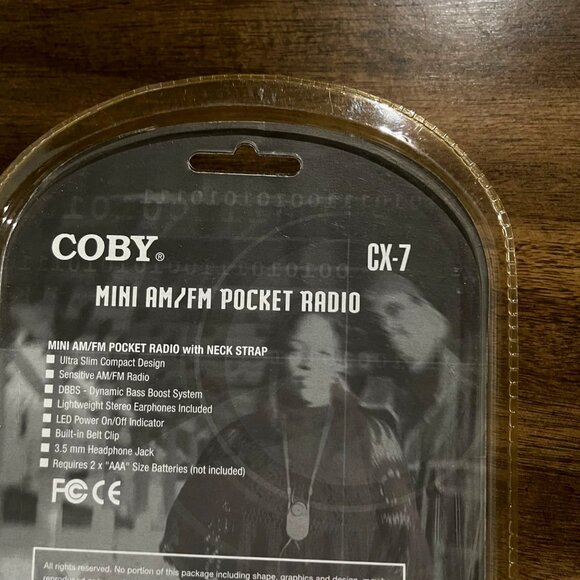 COBY®
CX-7
MINI AM/FM POCKET RADIO
MINI AM/FM POCKET RADIO with NECK STRAP
Ultra Slim Compact Design
Sensitive AM/FM Radio
DBBS - Dynamic Bass Boost System
Lightweight Stereo Earphones Included
LED Power On/Off Indicator
Built-in Belt Clip
3.5 mm Headphone Jack
Requires 2 x "AAA" Size Batteries (not included)
FC CE
All rights reserved. No portion of this package including shape, graphics and design, may